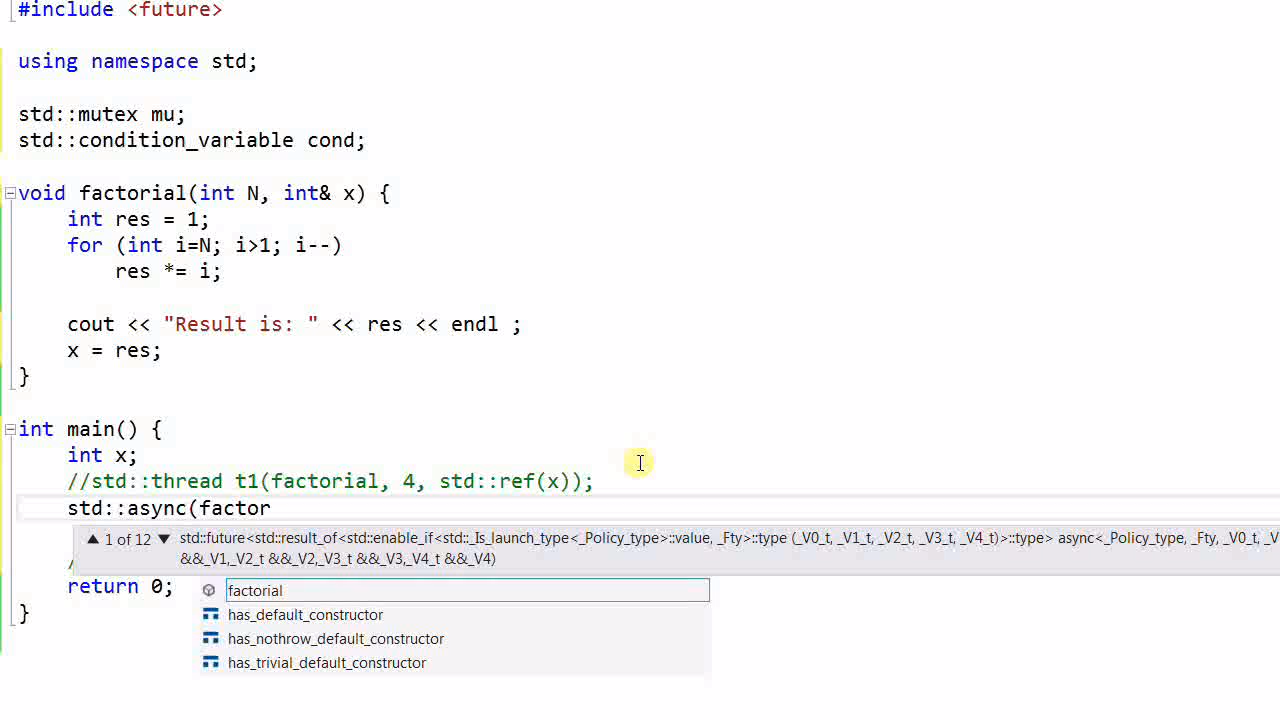 #include <future>
using namespace std;
std::mutex mu;
std::condition_variable cond;
void factorial(int N, int& x) {
int res = 1;
for (int i=N; i>1; i--)
res *= i;
cout << "Result is: " << res << endl ;
x = res;
}
int main() {
int x;
//std::thread t1(factorial, 4, std::ref(x));
std::async(factor
1 of 12 std::future<std::result_of<std::enable_if<std::_Is_launch_type<_Policy_type>::value, _Fty>::type (_V0_t, _V1_t, _V2_t, _V3_t, _V4_t)>::type> async<_Policy_type, _Fty, _V0_t,
&&_V1,_V2_t &&_V2,_V3_t &&_V3,_V4_t &&_V4)
return 0;
factorial
}
has_default_constructor
has_nothrow_default_constructor
has_trivial_default_constructor